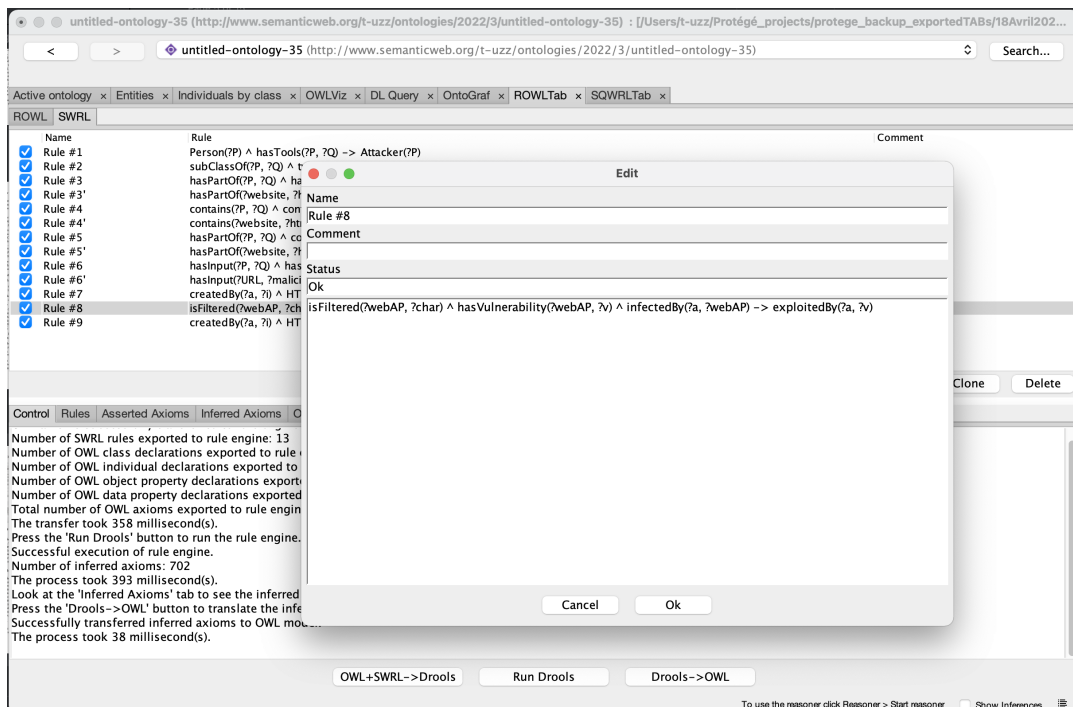 untitled-ontology-35 (http://www.semanticweb.org/t-uzz/ontologies/2022/3/untitled-ontology-35) : [/Users/t-uzz/Protégé_projects/protege_backup_exportedTABs/18Avril202...
< > untitled-ontology-35 (http://www.semanticweb.org/t-uzz/ontologies/2022/3/untitled-ontology-35) Search...
Active ontology × Entities × Individuals by class × OWLViz × DL Query × OntoGraf × ROWLTab × SQWRLTab ×
ROWL SWRL
Name Rule Comment
Rule #1 Person(?P) ^ hasTools(?P, ?Q) -> Attacker(?P)
Rule #2 subClassOf(?P, ?Q) ^
Rule #3 hasPartOf(?P, ?Q) ^ ha
Rule #3' hasPartOf(?website, ?h
Rule #4 contains(?P, ?Q) ^ con
Rule #4' contains(?website, ?ht
Rule #5 hasPartOf(?P, ?Q) ^ co
Rule #5' hasPartOf(?website, ?h
Rule #6 hasInput(?P, ?Q) ^ has
Rule #6' hasInput(?URL, ?malici
Rule #7 createdBy(?a, ?i) ^ HT
Rule #8 isFiltered(?webAP, ?ch
Rule #9 createdBy(?a, ?i) ^ HT
Edit
Name
Rule #8
Comment
Status
Ok
isFiltered(?webAP, ?char) ^ hasVulnerability(?webAP, ?v) ^ infectedBy(?a, ?webAP) -> exploitedBy(?a, ?v)
Cancel Ok
Clone Delete
Control Rules Asserted Axioms Inferred Axioms O
Number of SWRL rules exported to rule engine: 13
Number of OWL class declarations exported to rule
Number of OWL individual declarations exported to
Number of OWL object property declarations export
Number of OWL data property declarations exported
Total number of OWL axioms exported to rule engin
The transfer took 358 millisecond(s).
Press the 'Run Drools' button to run the rule engine.
Successful execution of rule engine.
Number of inferred axioms: 702
The process took 393 millisecond(s).
Look at the 'Inferred Axioms' tab to see the inferred
Press the 'Drools->OWL' button to translate the infe
Successfully transferred inferred axioms to OWL
The process took 38 millisecond(s).
OWL+SWRL->Drools Run Drools Drools->OWL
To use the reasoner click Reasoner > Start reasoner Show Inferences